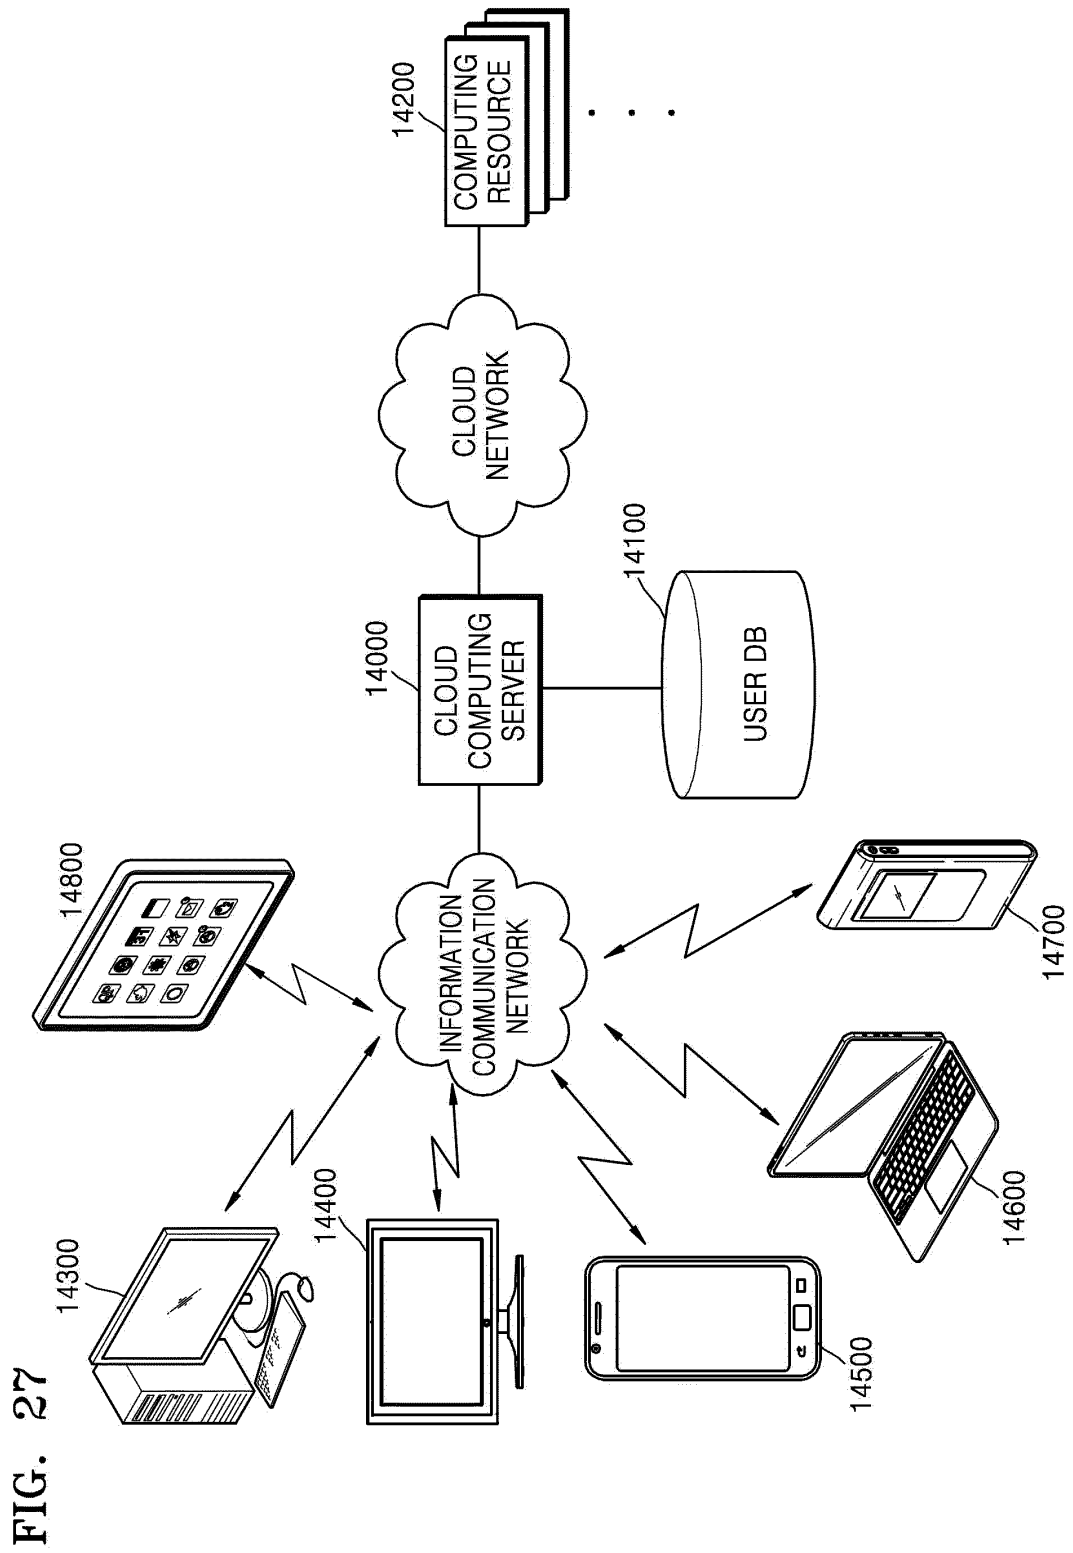 FIG. 27
14300
14400
14500
14600
14700
14800
INFORMATION
COMMUNICATION
NETWORK
14000
CLOUD
COMPUTING
SERVER
14100
USER DB
CLOUD
NETWORK
14200
COMPUTING
RESOURCE